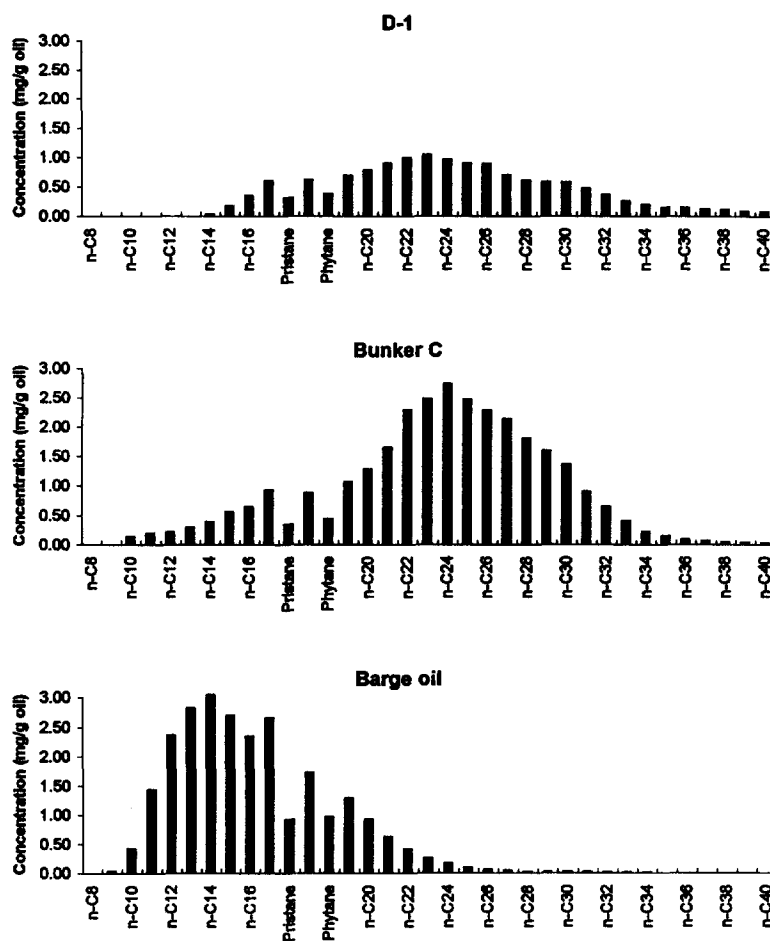 D-1
Concentration (mg/g oil)
3.00
2.50
2.00
1.50
1.00
0.50
0.00
n-C8
n-C10
n-C12
n-C14
n-C16
Pristane
Phytane
n-C20
n-C22
n-C24
n-C26
n-C28
n-C30
n-C32
n-C34
n-C36
n-C38
n-C40
Bunker C
Concentration (mg/g oil)
3.00
2.50
2.00
1.50
1.00
0.50
0.00
n-C8
n-C10
n-C12
n-C14
n-C16
Pristane
Phytane
n-C20
n-C22
n-C24
n-C26
n-C28
n-C30
n-C32
n-C34
n-C36
n-C38
n-C40
Barge oil
Concentration (mg/g oil)
3.00
2.50
2.00
1.50
1.00
0.50
0.00
n-C8
n-C10
n-C12
n-C14
n-C16
Pristane
Phytane
n-C20
n-C22
n-C24
n-C26
n-C28
n-C30
n-C32
n-C34
n-C36
n-C38
n-C40